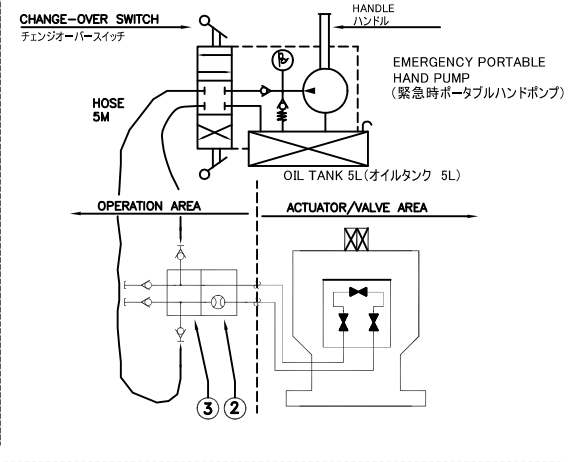 CHANGE-OVER SWITCH
チェンジオーバースイッチ
HANDLE
ハンドル
EMERGENCY PORTABLE
HAND PUMP
(緊急時ポータブルハンドポンプ)
HOSE
5M
OIL TANK 5L(オイルタンク 5L)
OPERATION AREA
ACTUATOR/VALVE AREA
3 2